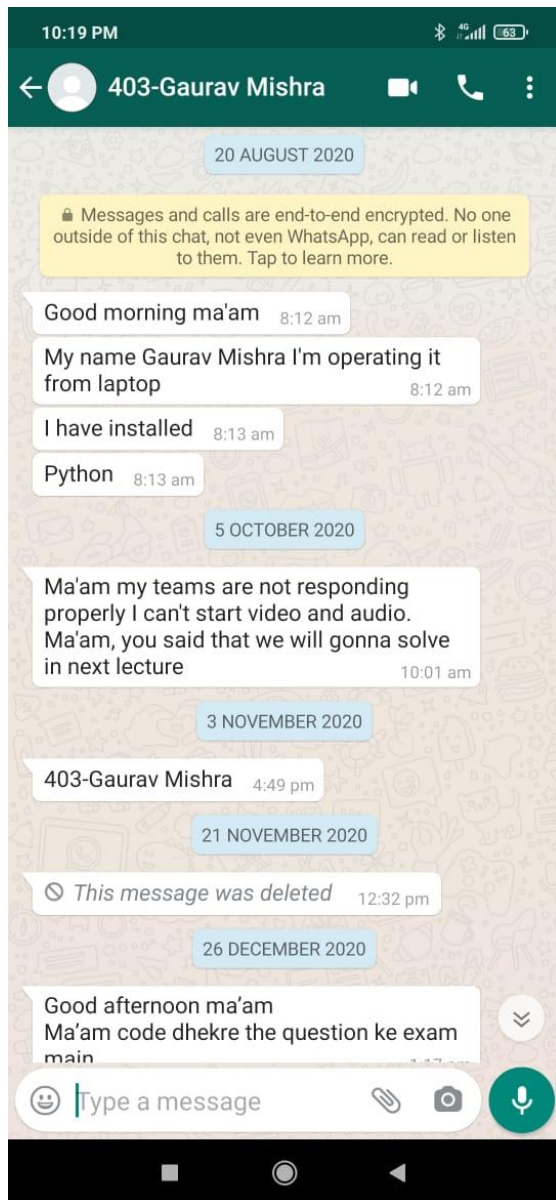 10:19 PM
4G
63
403-Gaurav Mishra
20 AUGUST 2020
Messages and calls are end-to-end encrypted. No one
outside of this chat, not even WhatsApp, can read or listen
to them. Tap to learn more.
Good morning ma'am 8:12 am
My name Gaurav Mishra I'm operating it
from laptop 8:12 am
I have installed 8:13 am
Python 8:13 am
5 OCTOBER 2020
Ma'am my teams are not responding
properly I can't start video and audio.
Ma'am, you said that we will gonna solve
in next lecture 10:01 am
3 NOVEMBER 2020
403-Gaurav Mishra 4:49 pm
21 NOVEMBER 2020
This message was deleted 12:32 pm
26 DECEMBER 2020
Good afternoon ma’am
Ma’am code dhekre the question ke exam
main 1:17 pm
Type a message